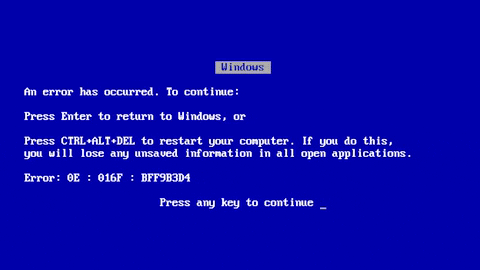 Windows
An error has occurred. To continue:
Press Enter to return to Windows, or
Press CTRL+ALT+DEL to restart your computer. If you do this,
you will lose any unsaved information in all open applications.
Error: 0E : 016F : BFF9B3D4
Press any key to continue _